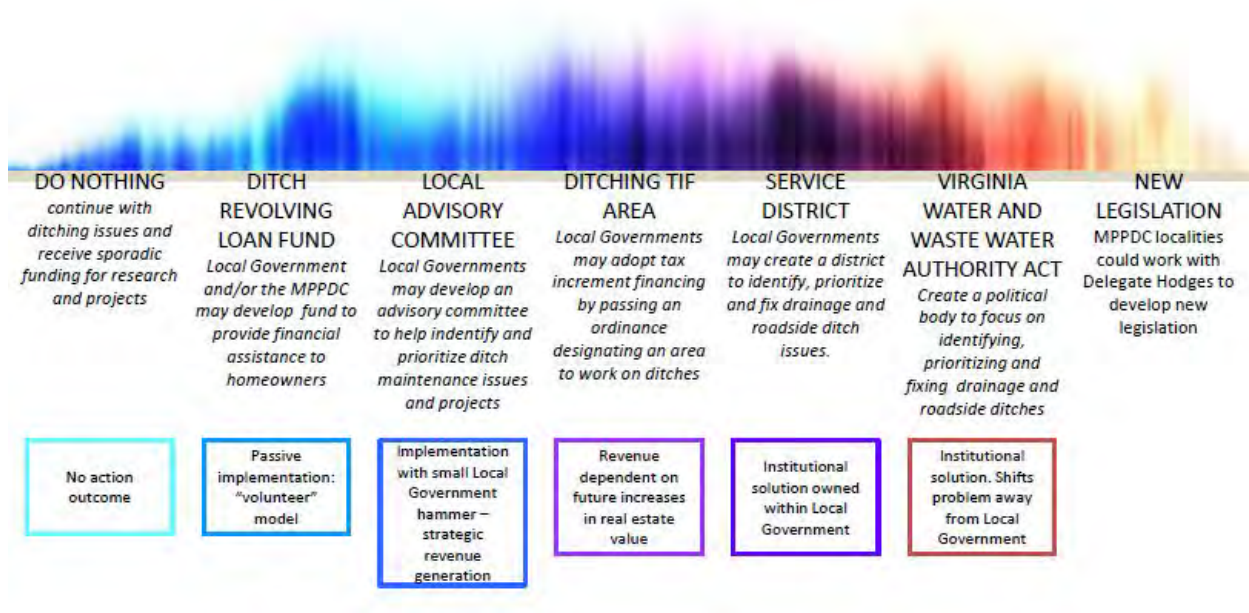 DO NOTHING
continue with
ditching issues and
receive sporadic
funding for research
and projects
DITCH
REVOLVING
LOAN FUND
Local Government
and/or the MPPDC
may develop fund to
provide financial
assistance to
homeowners
LOCAL
ADVISORY
COMMITTEE
Local Governments
may develop an
advisory committee
to help indentify and
prioritize ditch
maintenance issues
and projects
DITCHING TIF
AREA
Local Governments
may adopt tax
increment financing
by passing an
ordinance
designating an area
to work on ditches
SERVICE
DISTRICT
Local Governments
may create a district
to identify, prioritize
and fix drainage and
roadside ditch
issues.
VIRGINIA
WATER AND
WASTE WATER
AUTHORITY ACT
Create a political
body to focus on
identifying,
prioritizing and
fixing drainage and
roadside ditches
NEW
LEGISLATION
MPPDC localities
could work with
Delegate Hodges to
develop new
legislation
No action
outcome
Passive
implementation:
“volunteer”
model
Implementation
with small Local
Government
hammer –
strategic
revenue
generation
Revenue
dependent on
future increases
in real estate
value
Institutional
solution owned
within Local
Government
Institutional
solution. Shifts
problem away
from Local
Government